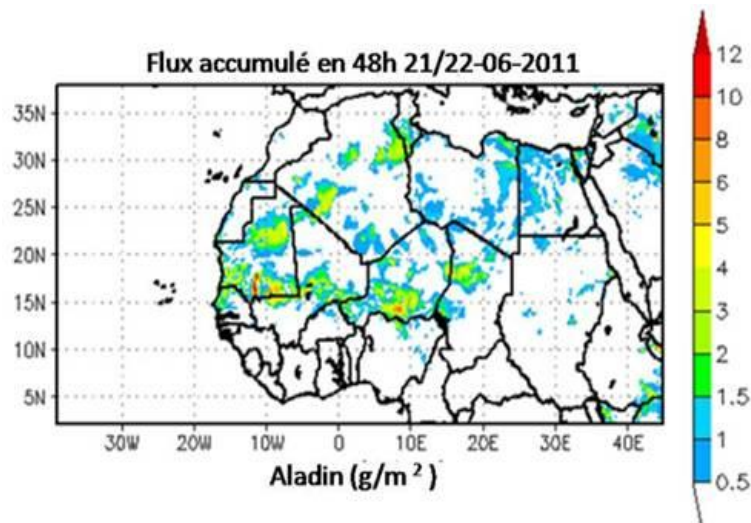 Flux accumulé en 48h 21/22-06-2011
35N
30N
25N
20N
15N
10N
5N
30W 20W 10W 0 10E 20E 30E 40E
Aladin (g/m²)
12
10
8
6
5
4
3
2
1.5
1
0.5